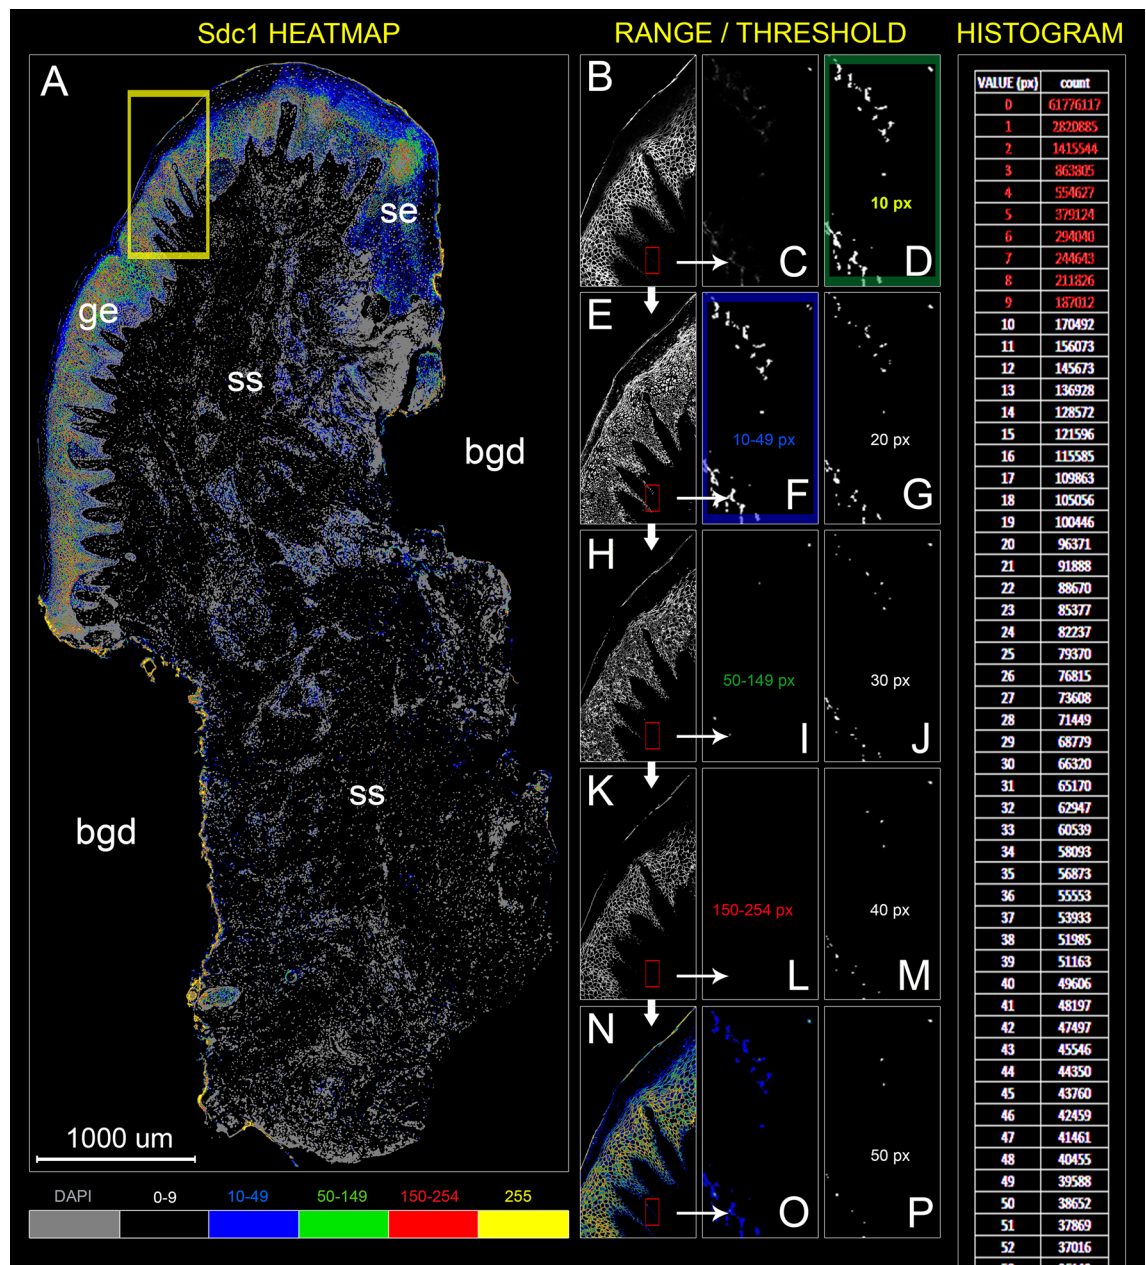 Sdc1 HEATMAP
RANGE / THRESHOLD
HISTOGRAM
A
se
ge
ss
bgd
ss
bgd
1000 um
DAPI
0-9
10-49
50-149
150-254
255
B
C
10 px
D
E
10-49 px
F
20 px
G
H
50-149 px
I
30 px
J
K
150-254 px
L
40 px
M
N
O
50 px
P
VALUE (px) count
0 61776117
1 2820885
2 1415544
3 863805
4 554627
5 379124
6 294040
7 244643
8 211826
9 187012
10 170492
11 156073
12 145673
13 136928
14 128572
15 121596
16 115585
17 109863
18 105056
19 100446
20 96371
21 91888
22 88670
23 85377
24 82237
25 79370
26 76815
27 73608
28 71449
29 68779
30 66320
31 65170
32 62947
33 60539
34 58093
35 56873
36 55553
37 53933
38 51985
39 51163
40 49606
41 48197
42 47497
43 45546
44 44350
45 43760
46 42459
47 41461
48 40455
49 39588
50 38652
51 37869
52 37016